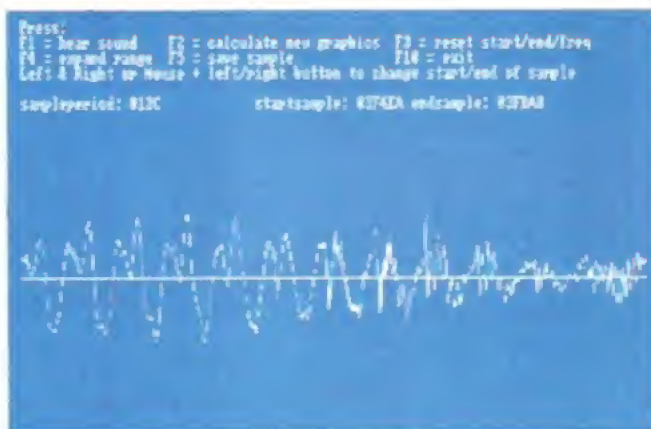 Press:
F1 = hear sound F2 = calculate new graphics F3 = reset start/end/freq
F4 = expand range F5 = save sample F10 = exit
Left & Right or Mouse + left/right button to change start/end of sample
sampleperiod: 012C startsample: endsample: